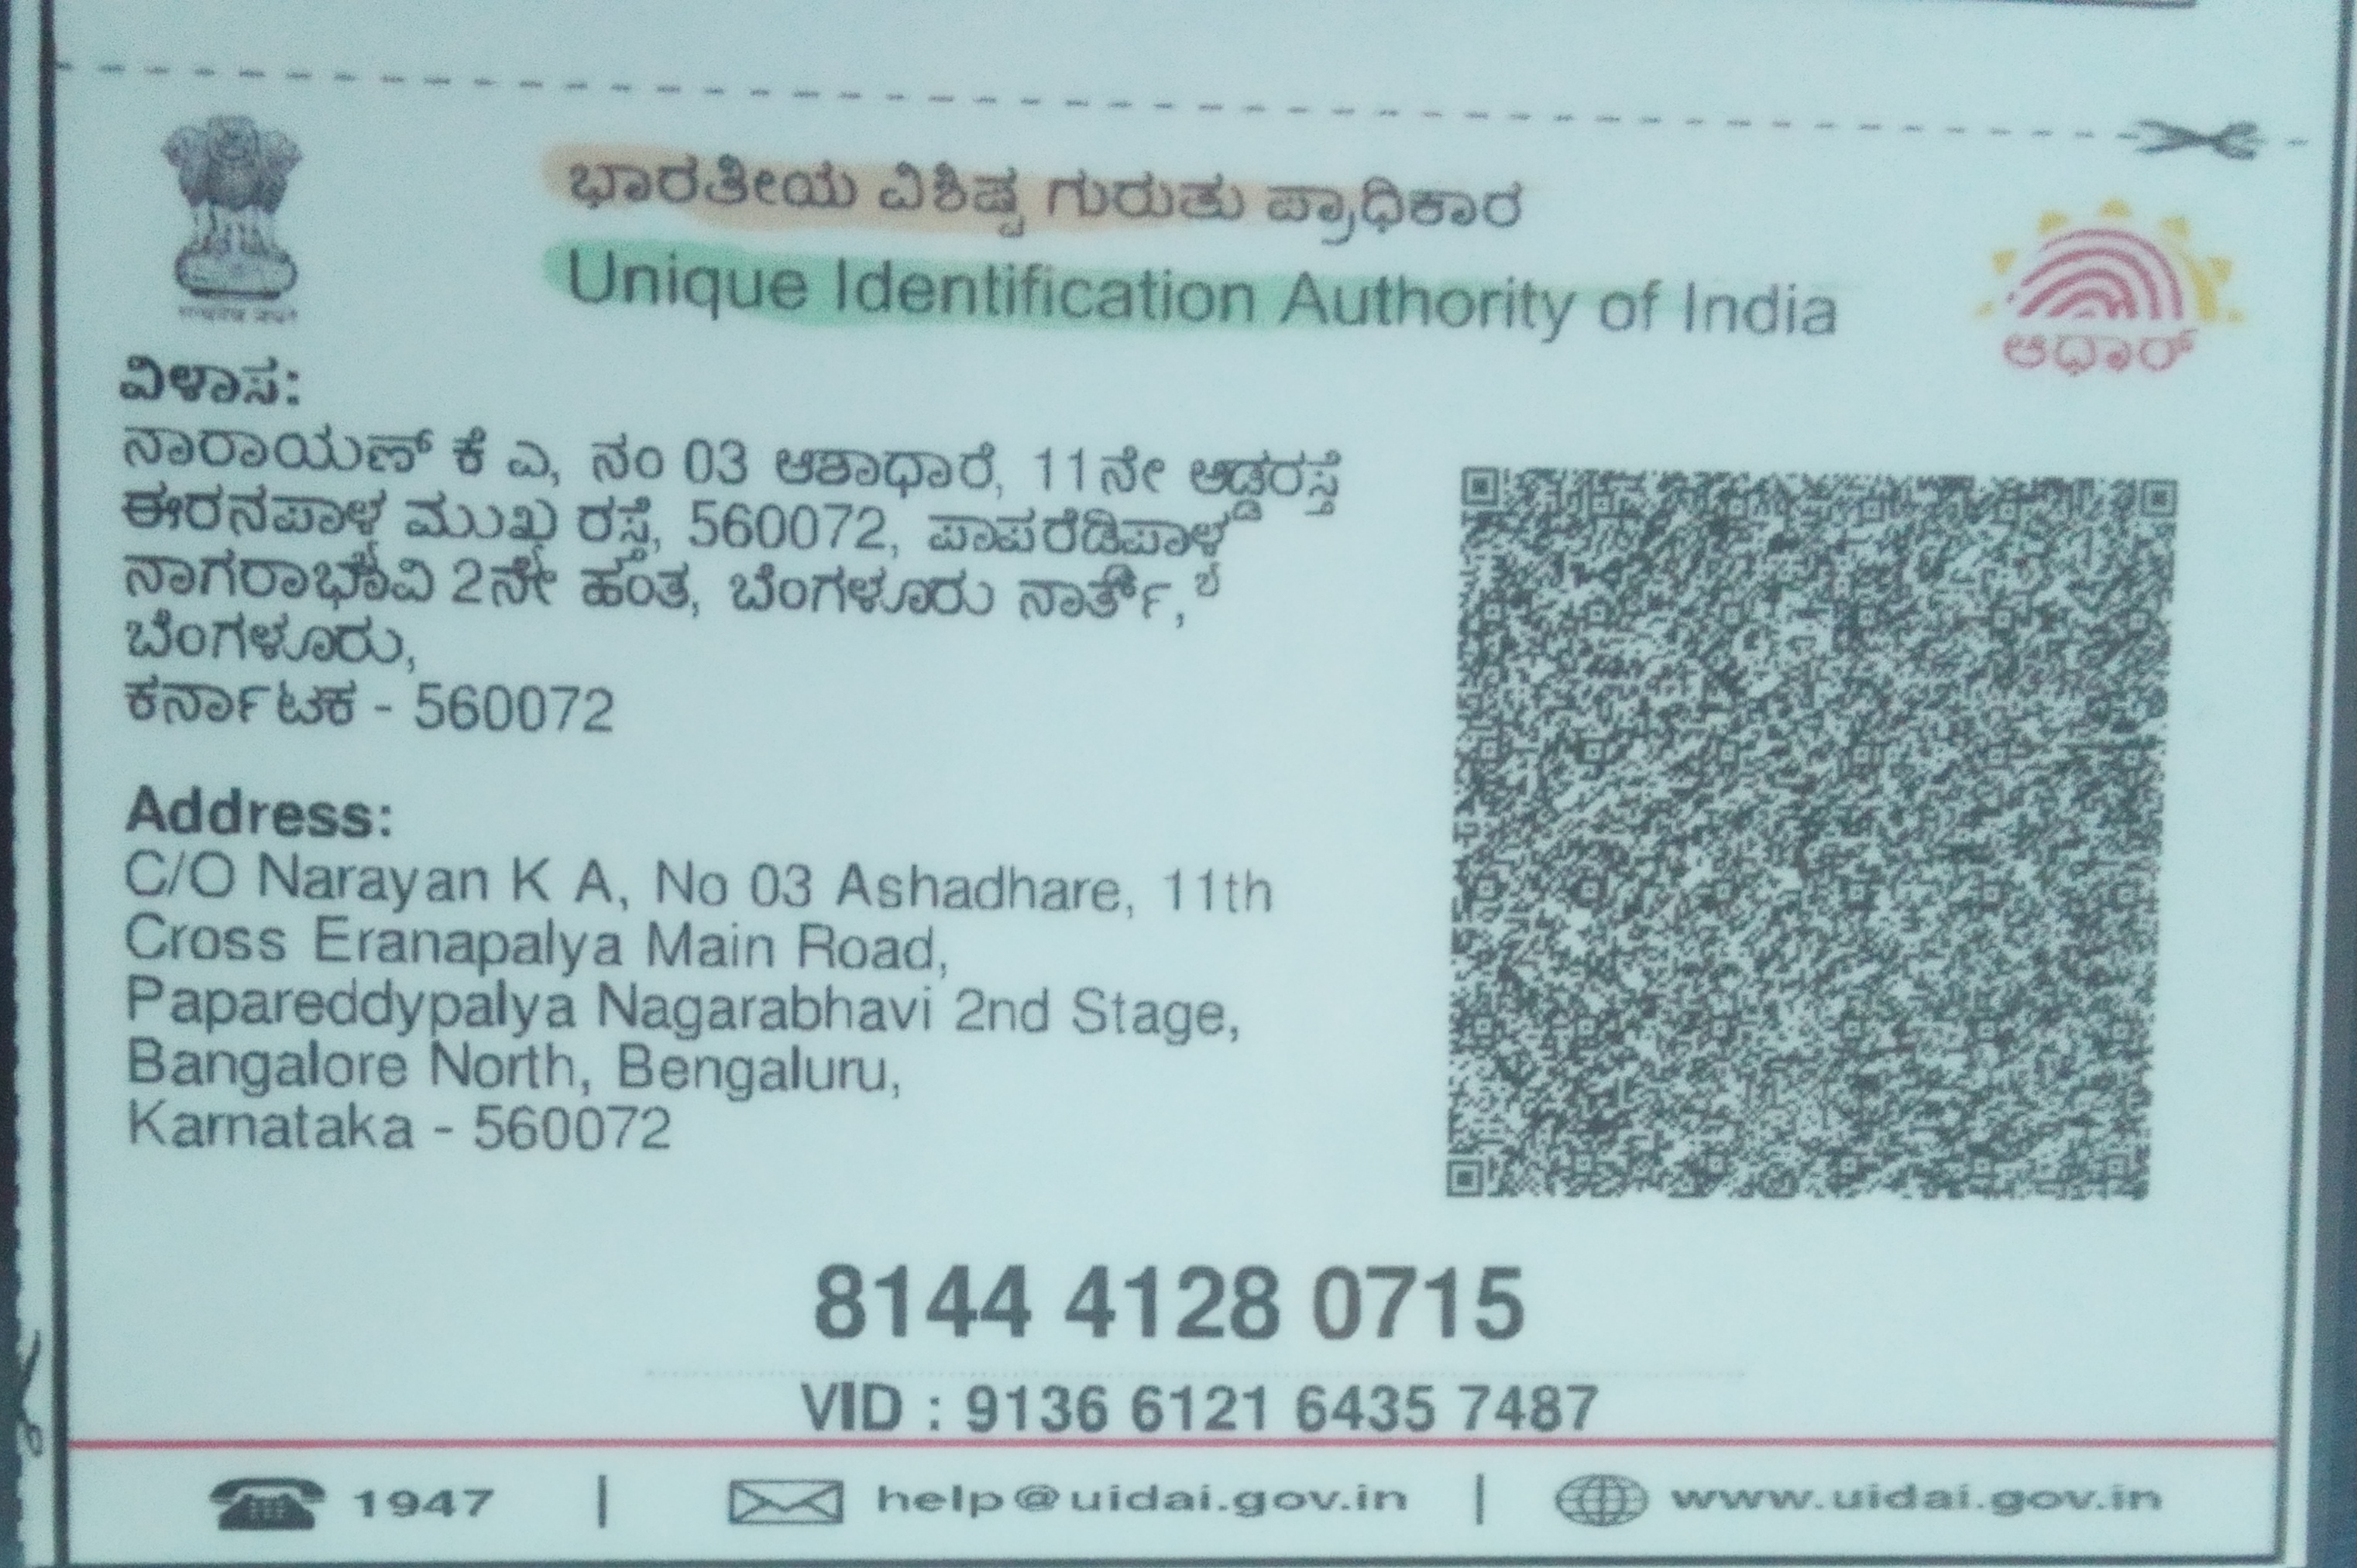 ಭಾರತೀಯ ವಿಶಿಷ್ಟ ಗುರುತು ಪ್ರಾಧಿಕಾರ
Unique Identification Authority of India
ಆಧಾರ್
ವಿಳಾಸ:
ನಾರಾಯಣ್ ಕೆ ಎ, ನಂ 03 ಆಶಾಧಾರೆ, 11ನೇ ಅಡ್ಡರಸ್ತೆ
ಈರನಪಾಳ್ಯ ಮುಖ್ಯ ರಸ್ತೆ, 560072, ಪಾಪರೆಡಿಪಾಳ್ಯ
ನಾಗರಾಭಾವಿ 2ನೇ ಹಂತ, ಬೆಂಗಳೂರು ನಾರ್ತ್,
ಬೆಂಗಳೂರು,
ಕರ್ನಾಟಕ - 560072
Address:
C/O Narayan K A, No 03 Ashadhare, 11th
Cross Eranapalya Main Road,
Papareddypalya Nagarabhavi 2nd Stage,
Bangalore North, Bengaluru,
Karnataka - 560072
8144 4128 0715
VID : 9136 6121 6435 7487
1947 | help@uidai.gov.in | www.uidai.gov.in